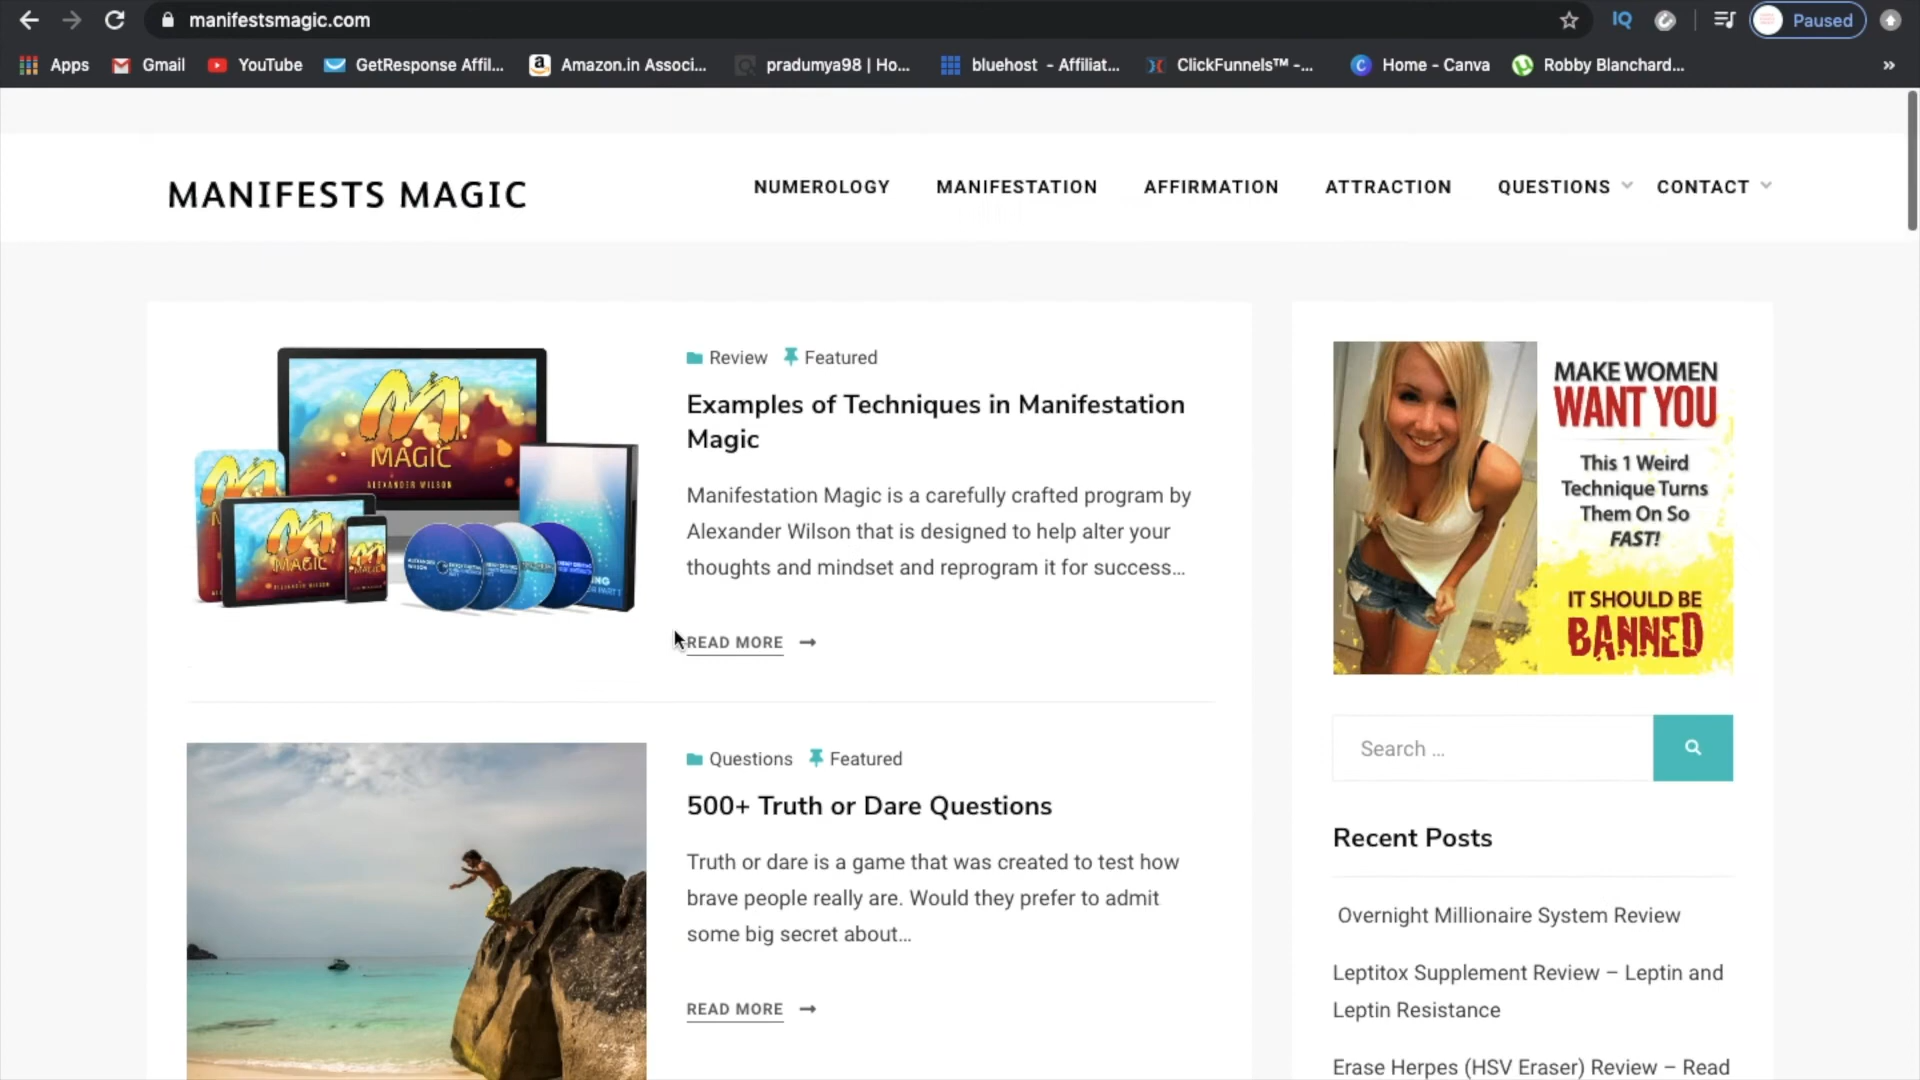 manifestsmagic.com
IQ
Paused
Apps
Gmail
YouTube
GetResponse Affil...
Amazon.in Associ...
pradumya98 | Ho...
bluehost - Affiliat...
ClickFunnels™ -...
Home - Canva
Robby Blanchard...
»
MANIFESTS MAGIC
NUMEROLOGY
MANIFESTATION
AFFIRMATION
ATTRACTION
QUESTIONS
CONTACT
MAGIC
ALEXANDER WILSON
MAGIC
MAGIC
Review
Featured
Examples of Techniques in Manifestation
Magic
Manifestation Magic is a carefully crafted program by
Alexander Wilson that is designed to help alter your
thoughts and mindset and reprogram it for success...
READ MORE
MAKE WOMEN
WANT YOU
This 1 Weird
Technique Turns
Them On So
FAST!
IT SHOULD BE
BANNED
Questions
Featured
500+ Truth or Dare Questions
Truth or dare is a game that was created to test how
brave people really are. Would they prefer to admit
some big secret about...
READ MORE
Search ...
Recent Posts
Overnight Millionaire System Review
Leptitox Supplement Review – Leptin and
Leptin Resistance
Erase Herpes (HSV Eraser) Review – Read